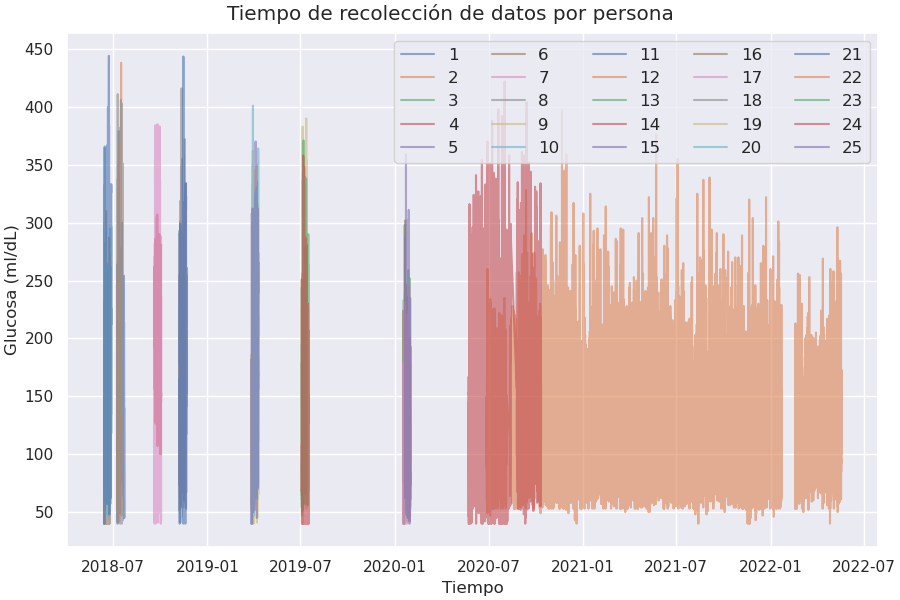 Tiempo de recolección de datos por persona
Glucosa (ml/dL)
450
400
350
300
250
200
150
100
50
1 6 11 16 21
2 7 12 17 22
3 8 13 18 23
4 9 14 19 24
5 10 15 20 25
2018-07 2019-01 2019-07 2020-01 2020-07 2021-01 2021-07 2022-01 2022-07
Tiempo